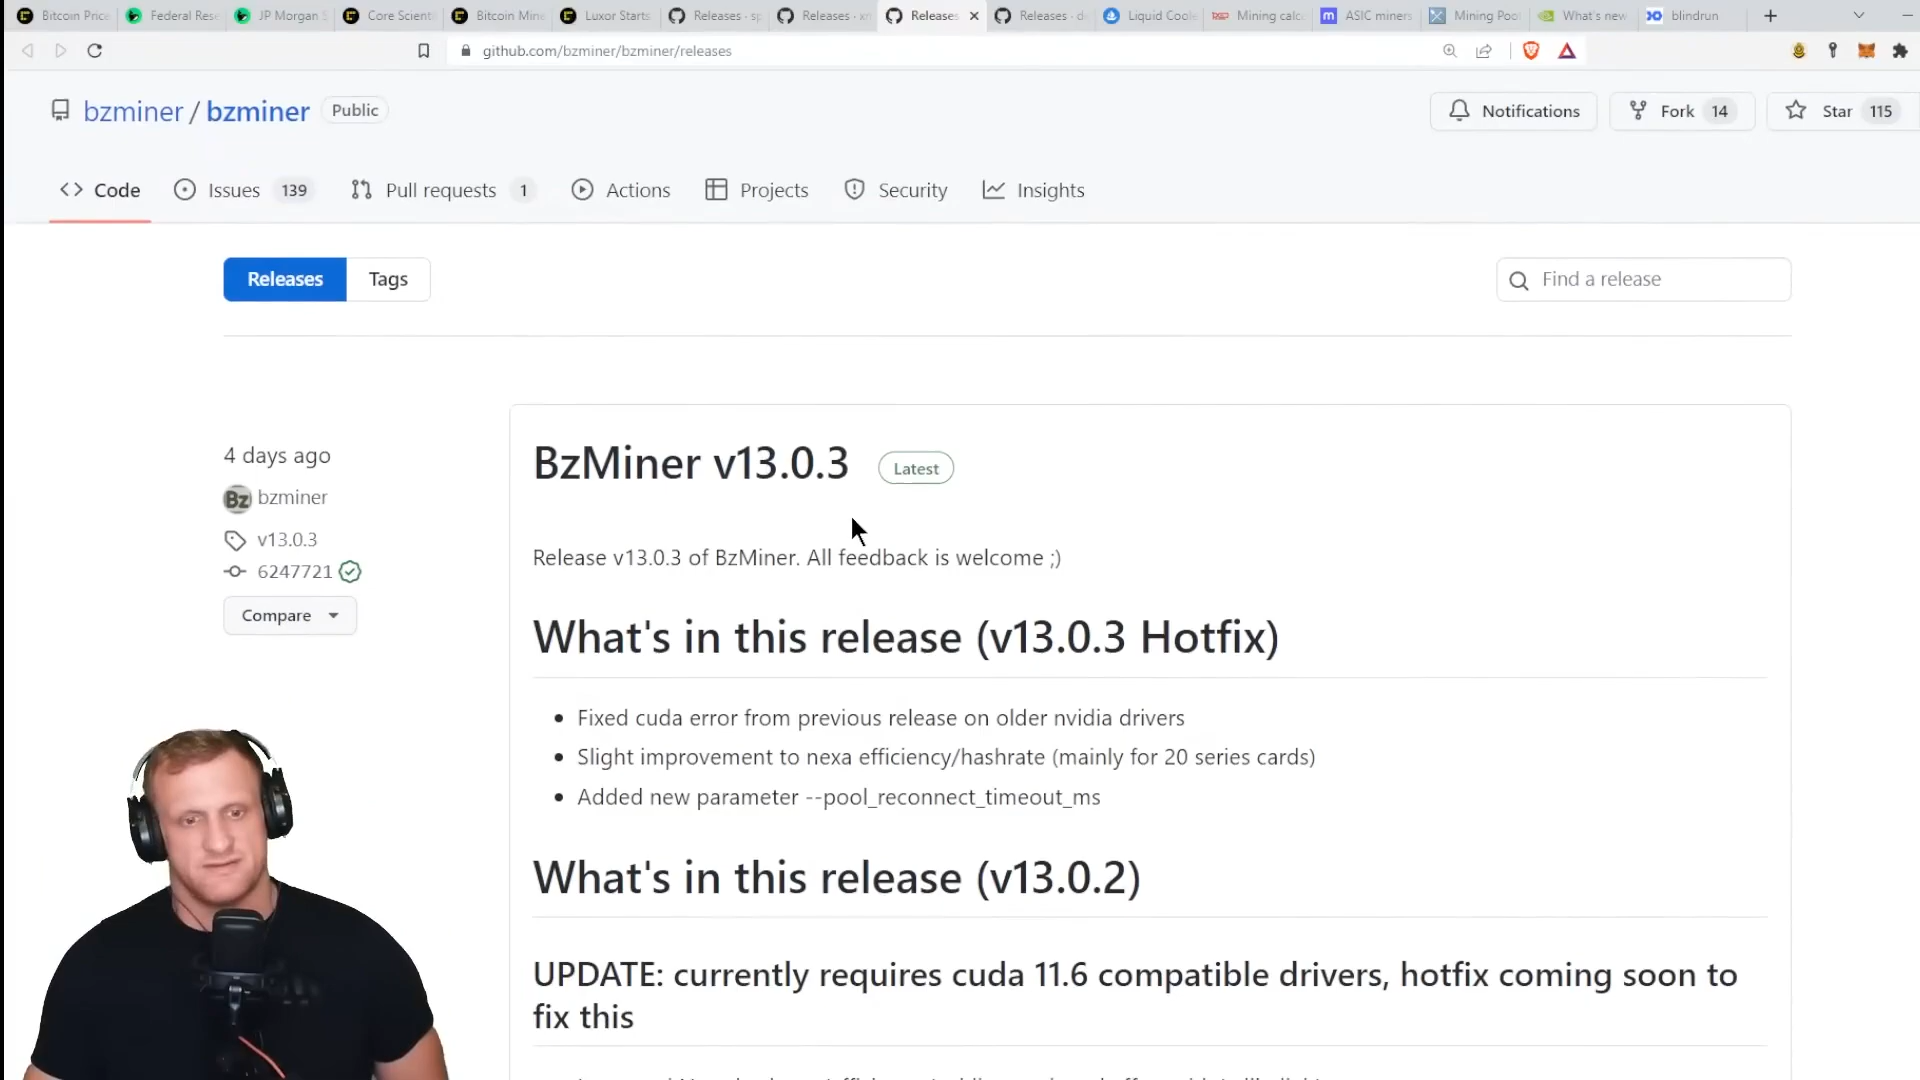 Bitcoin Price
Federal Rese
JP Morgan
Core Scienti
Bitcoin Mine
Luxor Starts
Releases · sp
Releases · xm
Releases
Releases · d
Liquid Coole
Mining calc
ASIC miners
Mining Poo
What's new
blindrun
github.com/bzminer/bzminer/releases
bzminer / bzminer Public
Notifications
Fork 14
Star 115
Code
Issues 139
Pull requests 1
Actions
Projects
Security
Insights
Releases
Tags
Find a release
4 days ago
Bz bzminer
v13.0.3
6247721
Compare
BzMiner v13.0.3 Latest
Release v13.0.3 of BzMiner. All feedback is welcome ;)
What's in this release (v13.0.3 Hotfix)
• Fixed cuda error from previous release on older nvidia drivers
• Slight improvement to nexa efficiency/hashrate (mainly for 20 series cards)
• Added new parameter --pool_reconnect_timeout_ms
What's in this release (v13.0.2)
UPDATE: currently requires cuda 11.6 compatible drivers, hotfix coming soon to
fix this